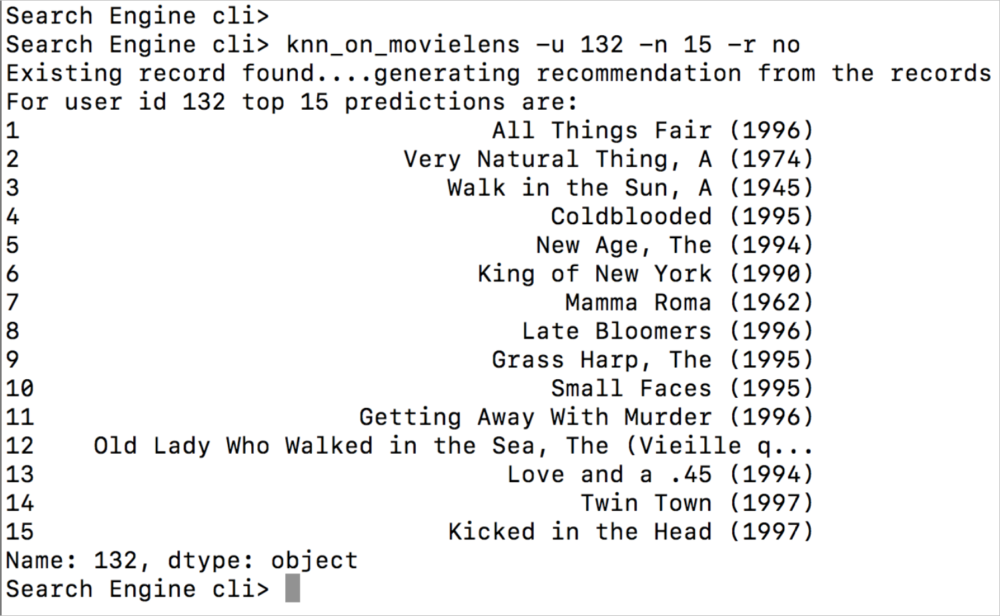 Search Engine cli>
Search Engine cli> knn_on_movielens −u 132 −n 15 −r no
Existing record found....generating recommendation from the records
For user id 132 top 15 predictions are:
1 All Things Fair (1996)
2 Very Natural Thing, A (1974)
3 Walk in the Sun, A (1945)
4 Coldblooded (1995)
5 New Age, The (1994)
6 King of New York (1990)
7 Mamma Roma (1962)
8 Late Bloomers (1996)
9 Grass Harp, The (1995)
10 Small Faces (1995)
11 Getting Away With Murder (1996)
12 Old Lady Who Walked in the Sea, The (Vieille q...
13 Love and a .45 (1994)
14 Twin Town (1997)
15 Kicked in the Head (1997)
Name: 132, dtype: object
Search Engine cli>